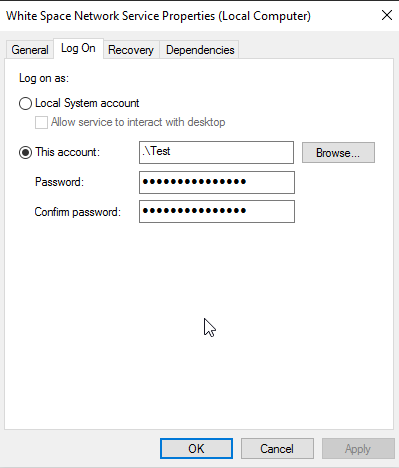 White Space Network Service Properties (Local Computer)
General Log On Recovery Dependencies
Log on as:
Local System account
Allow service to interact with desktop
This account: .\Test Browse...
Password: ●●●●●●●●●●●●●●●
Confirm password: ●●●●●●●●●●●●●●●
OK Cancel Apply